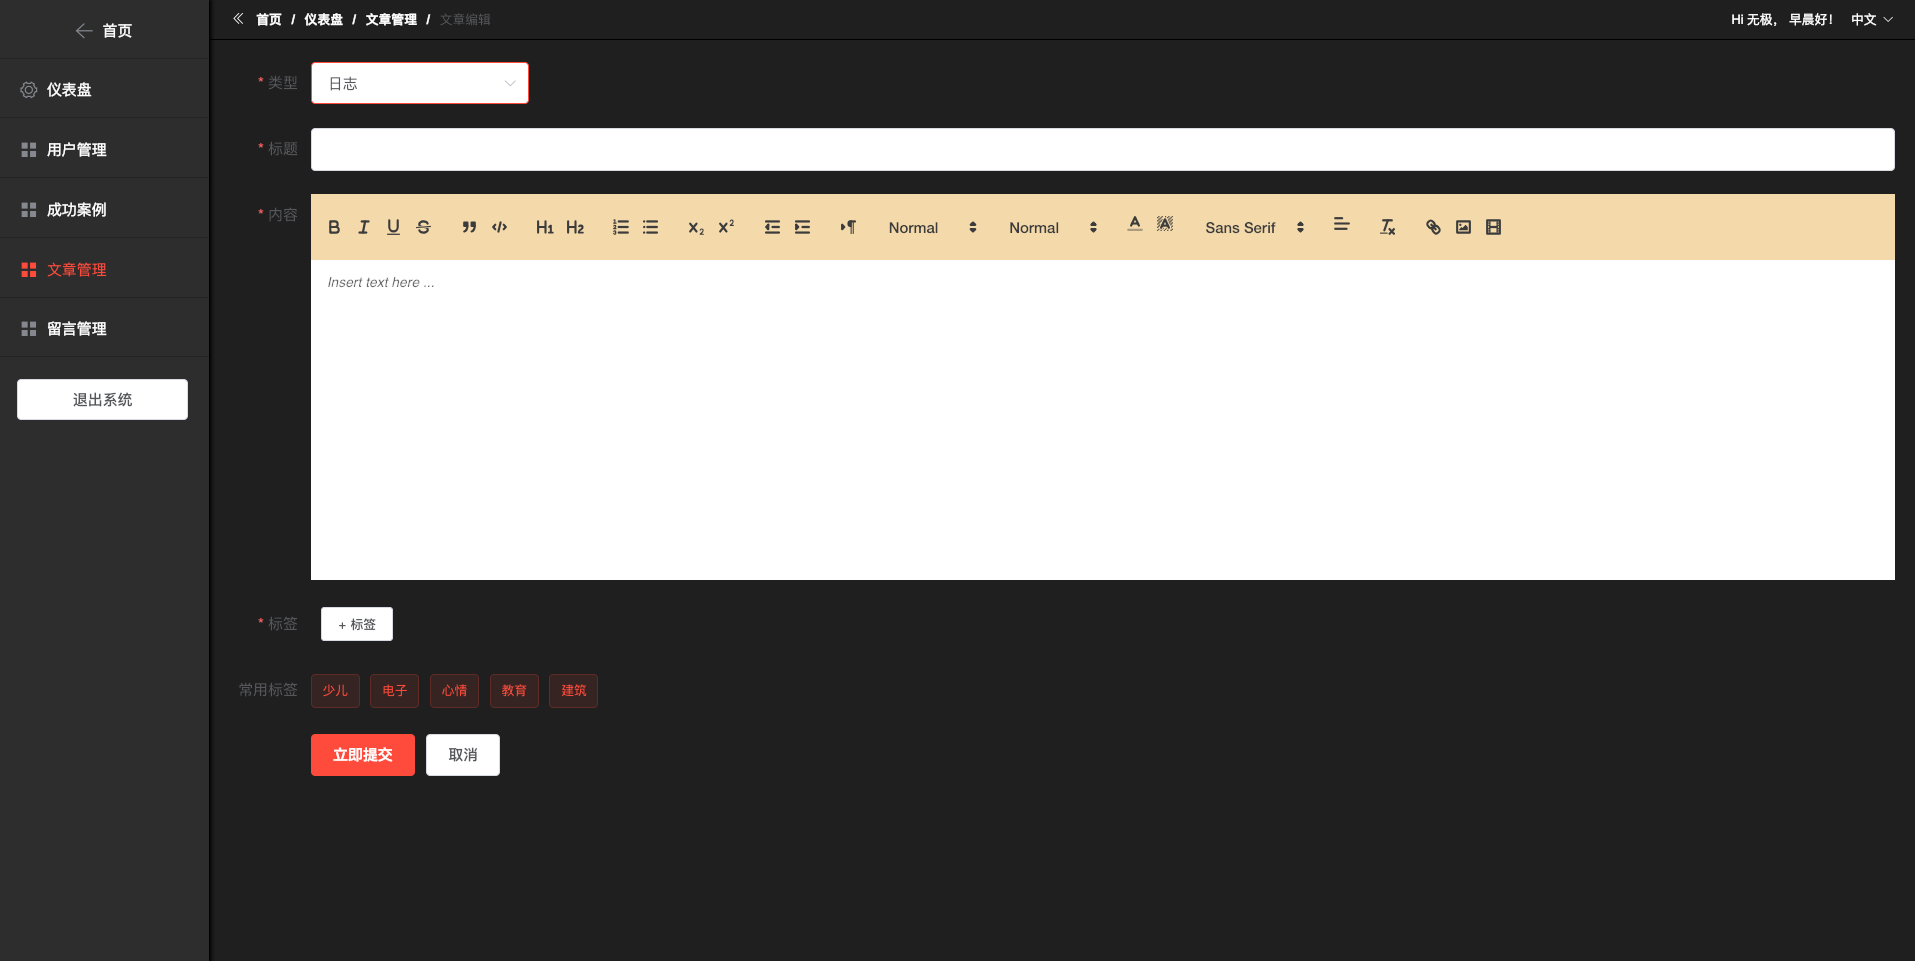 首页
仪表盘
用户管理
成功案例
文章管理
留言管理
退出系统
首页 / 仪表盘 / 文章管理 / 文章编辑
Hi 无极， 早晨好！ 中文
* 类型 日志
* 标题
* 内容
B I U S H1 H2 x₂ x² Normal Normal A A Sans Serif Tx
Insert text here ...
* 标签 + 标签
常用标签 少儿 电子 心情 教育 建筑
立即提交 取消